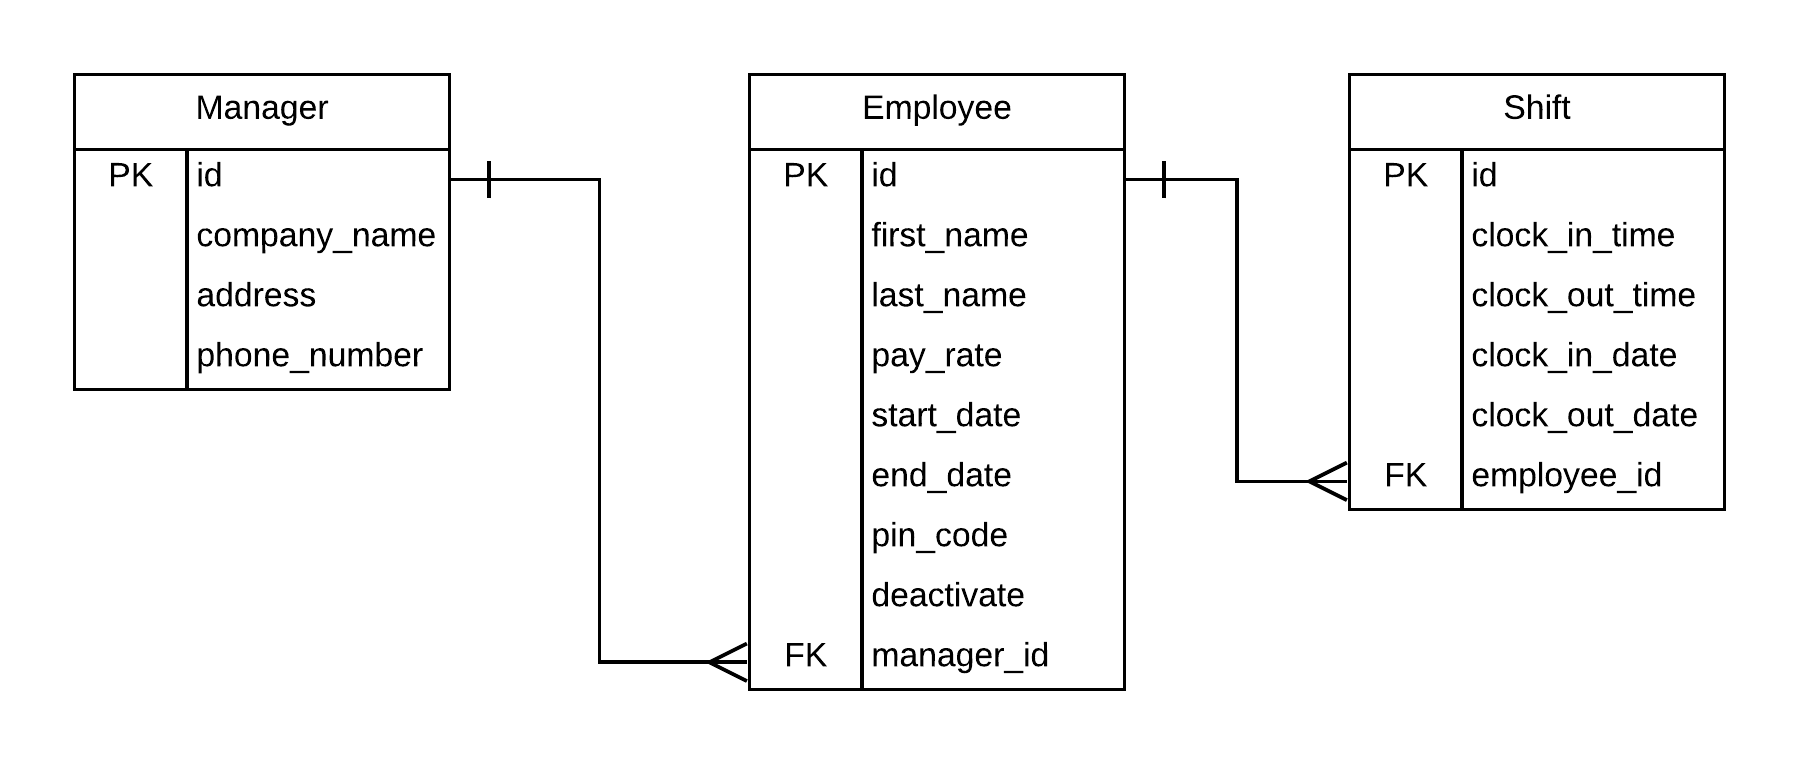 Manager
PK id
company_name
address
phone_number
Employee
PK id
first_name
last_name
pay_rate
start_date
end_date
pin_code
deactivate
FK manager_id
Shift
PK id
clock_in_time
clock_out_time
clock_in_date
clock_out_date
FK employee_id